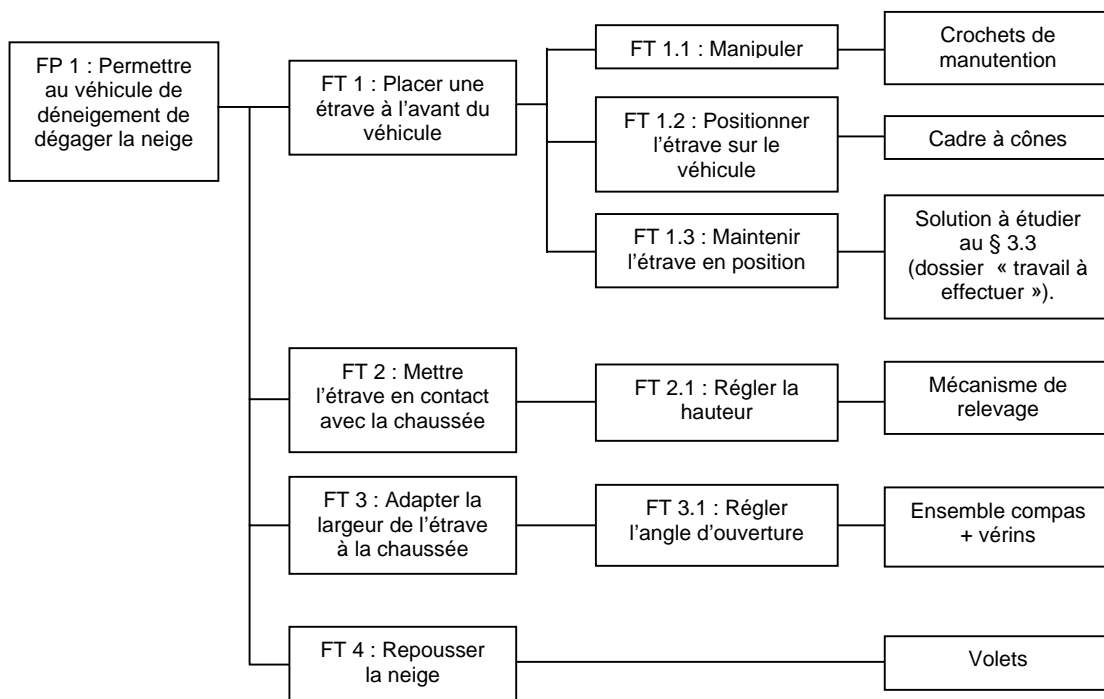 FP 1 : Permettre
au véhicule de
déneigement de
dégager la neige
FT 1 : Placer une
étrave à l’avant du
véhicule
FT 1.1 : Manipuler
Crochets de
manutention
FT 1.2 : Positionner
l’étrave sur le
véhicule
Cadre à cônes
FT 1.3 : Maintenir
l’étrave en position
Solution à étudier
au § 3.3
(dossier « travail à
effectuer »).
FT 2 : Mettre
l’étrave en contact
avec la chaussée
FT 2.1 : Régler la
hauteur
Mécanisme de
relevage
FT 3 : Adapter la
largeur de l’étrave
à la chaussée
FT 3.1 : Régler
l’angle d’ouverture
Ensemble compas
+ vérins
FT 4 : Repousser
la neige
Volets